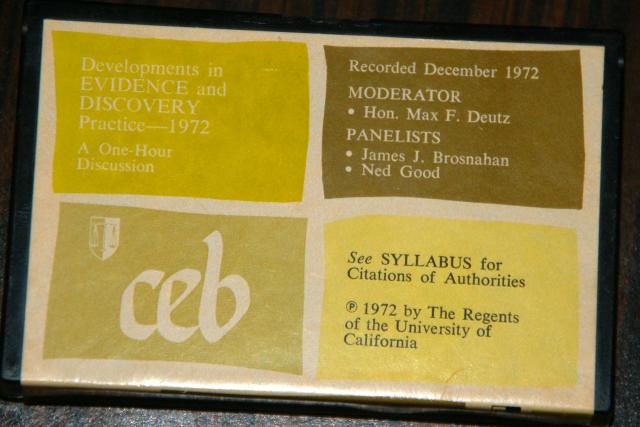 Developments in
EVIDENCE and
DISCOVERY
Practice—1972
A One-Hour
Discussion
Recorded December 1972
MODERATOR
• Hon. Max F. Deutz
PANELISTS
• James J. Brosnahan
• Ned Good
ceb
See SYLLABUS for
Citations of Authorities
℗ 1972 by The Regents
of the University of
California